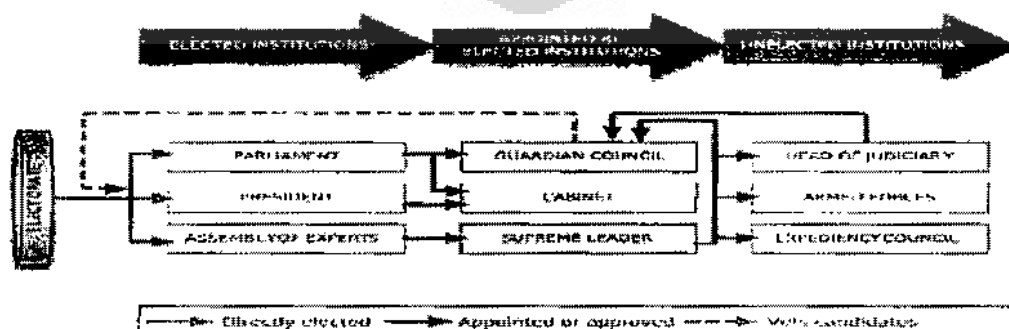 ELECTED INSTITUTIONS
APPOINTED BY
ELECTED INSTITUTIONS
UNELECTED INSTITUTIONS
ELECTORATE
PARLIAMENT
GUARDIAN COUNCIL
HEAD OF JUDICIARY
PRESIDENT
CABINET
ARMED FORCES
ASSEMBLY OF EXPERTS
SUPREME LEADER
EXPEDIENCY COUNCIL
Directly elected
Appointed or approved
Vets candidates